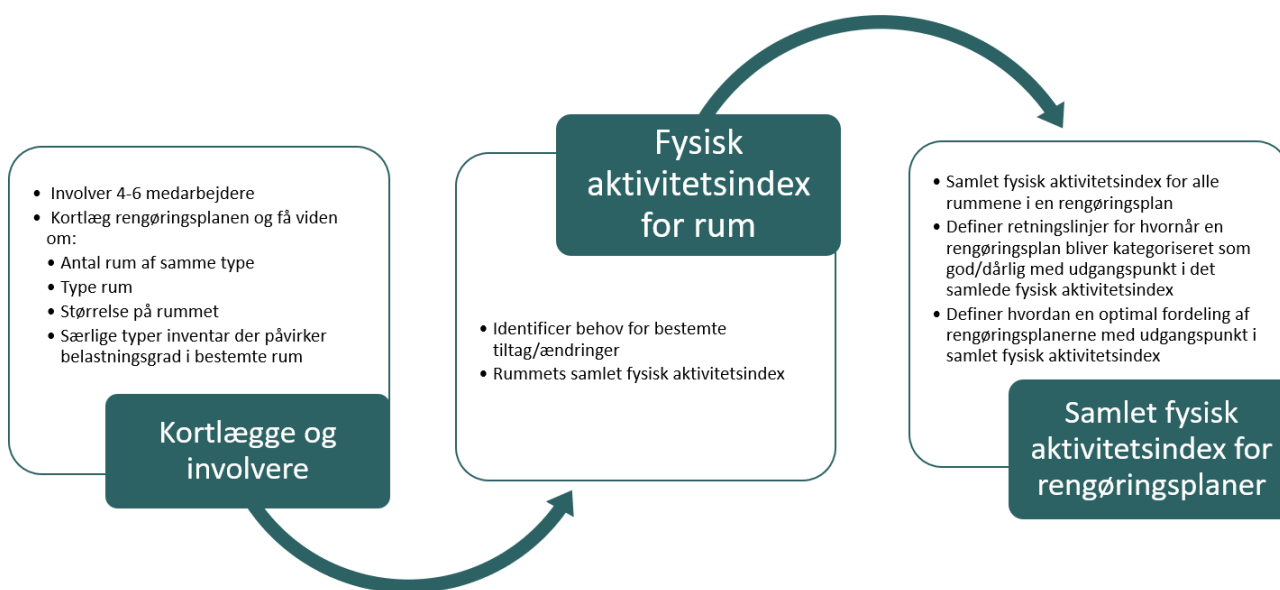 • Involver 4-6 medarbejdere
• Kortlæg rengøringsplanen og få viden
om:
• Antal rum af samme type
• Type rum
• Størrelse på rummet
• Særlige typer inventar der påvirker
belastningsgrad i bestemte rum
Kortlægge og
involvere
Fysisk
aktivitetsindex
for rum
• Identificer behov for bestemte
tiltag/ændringer
• Rummets samlet fysisk aktivitetsindex
• Samlet fysisk aktivitetsindex for alle
rummene i en rengøringsplan
• Definer retningslinjer for hvornår en
rengøringsplan bliver kategoriseret som
god/dårlig med udgangspunkt i det
samlede fysisk aktivitetsindex
• Definer hvordan en optimal fordeling af
rengøringsplanerne med udgangspunkt i
samlet fysisk aktivitetsindex
Samlet fysisk
aktivitetsindex for
rengøringsplaner